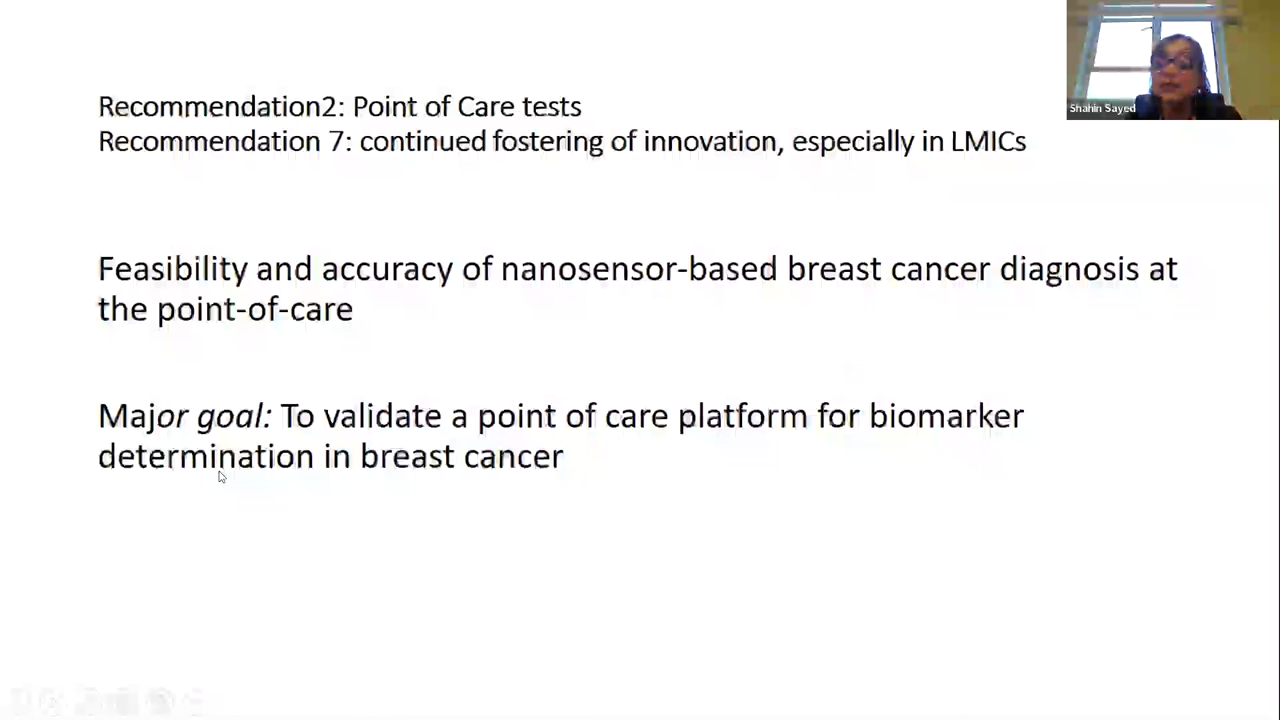 Recommendation2: Point of Care tests
Recommendation 7: continued fostering of innovation, especially in LMICs
Feasibility and accuracy of nanosensor-based breast cancer diagnosis at
the point-of-care
Major goal: To validate a point of care platform for biomarker
determination in breast cancer
Shahin Sayed